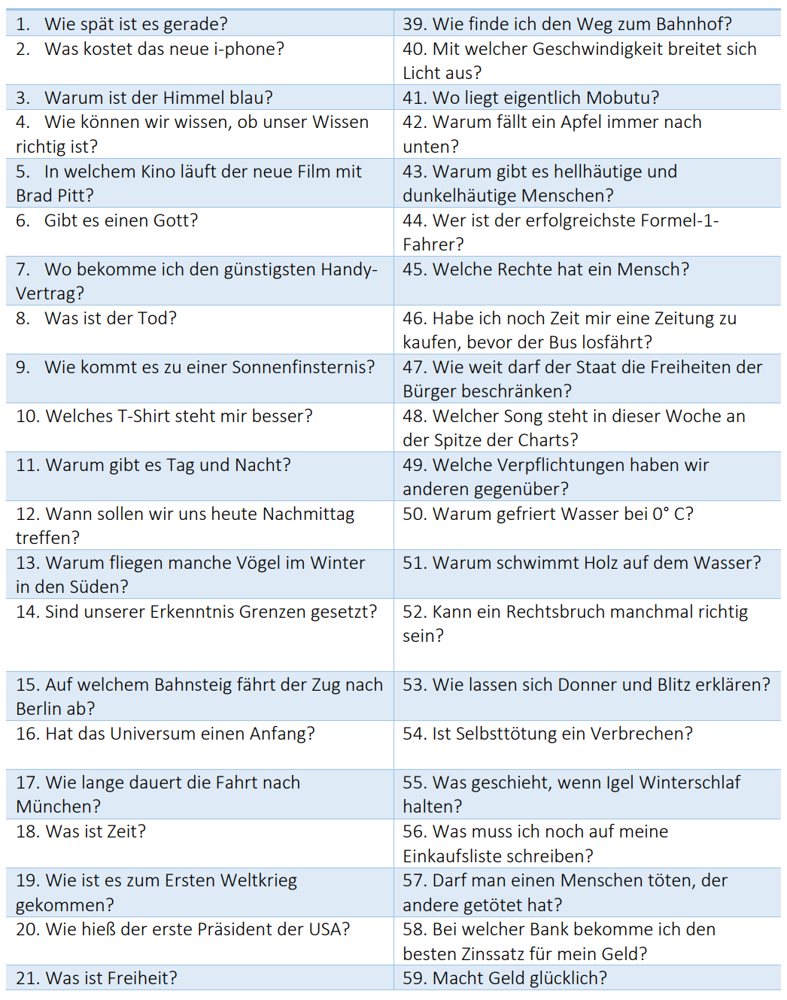 1. Wie spät ist es gerade?
2. Was kostet das neue i-phone?
3. Warum ist der Himmel blau?
4. Wie können wir wissen, ob unser Wissen
richtig ist?
5. In welchem Kino läuft der neue Film mit
Brad Pitt?
6. Gibt es einen Gott?
7. Wo bekomme ich den günstigsten Handy-
Vertrag?
8. Was ist der Tod?
9. Wie kommt es zu einer Sonnenfinsternis?
10. Welches T-Shirt steht mir besser?
11. Warum gibt es Tag und Nacht?
12. Wann sollen wir uns heute Nachmittag
treffen?
13. Warum fliegen manche Vögel im Winter
in den Süden?
14. Sind unserer Erkenntnis Grenzen gesetzt?
15. Auf welchem Bahnsteig fährt der Zug nach
Berlin ab?
16. Hat das Universum einen Anfang?
17. Wie lange dauert die Fahrt nach
München?
18. Was ist Zeit?
19. Wie ist es zum Ersten Weltkrieg
gekommen?
20. Wie hieß der erste Präsident der USA?
21. Was ist Freiheit?
39. Wie finde ich den Weg zum Bahnhof?
40. Mit welcher Geschwindigkeit breitet sich
Licht aus?
41. Wo liegt eigentlich Mobutu?
42. Warum fällt ein Apfel immer nach
unten?
43. Warum gibt es hellhäutige und
dunkelhäutige Menschen?
44. Wer ist der erfolgreichste Formel-1-
Fahrer?
45. Welche Rechte hat ein Mensch?
46. Habe ich noch Zeit mir eine Zeitung zu
kaufen, bevor der Bus losfährt?
47. Wie weit darf der Staat die Freiheiten der
Bürger beschränken?
48. Welcher Song steht in dieser Woche an
der Spitze der Charts?
49. Welche Verpflichtungen haben wir
anderen gegenüber?
50. Warum gefriert Wasser bei 0° C?
51. Warum schwimmt Holz auf dem Wasser?
52. Kann ein Rechtsbruch manchmal richtig
sein?
53. Wie lassen sich Donner und Blitz erklären?
54. Ist Selbsttötung ein Verbrechen?
55. Was geschieht, wenn Igel Winterschlaf
halten?
56. Was muss ich noch auf meine
Einkaufsliste schreiben?
57. Darf man einen Menschen töten, der
andere getötet hat?
58. Bei welcher Bank bekomme ich den
besten Zinssatz für mein Geld?
59. Macht Geld glücklich?